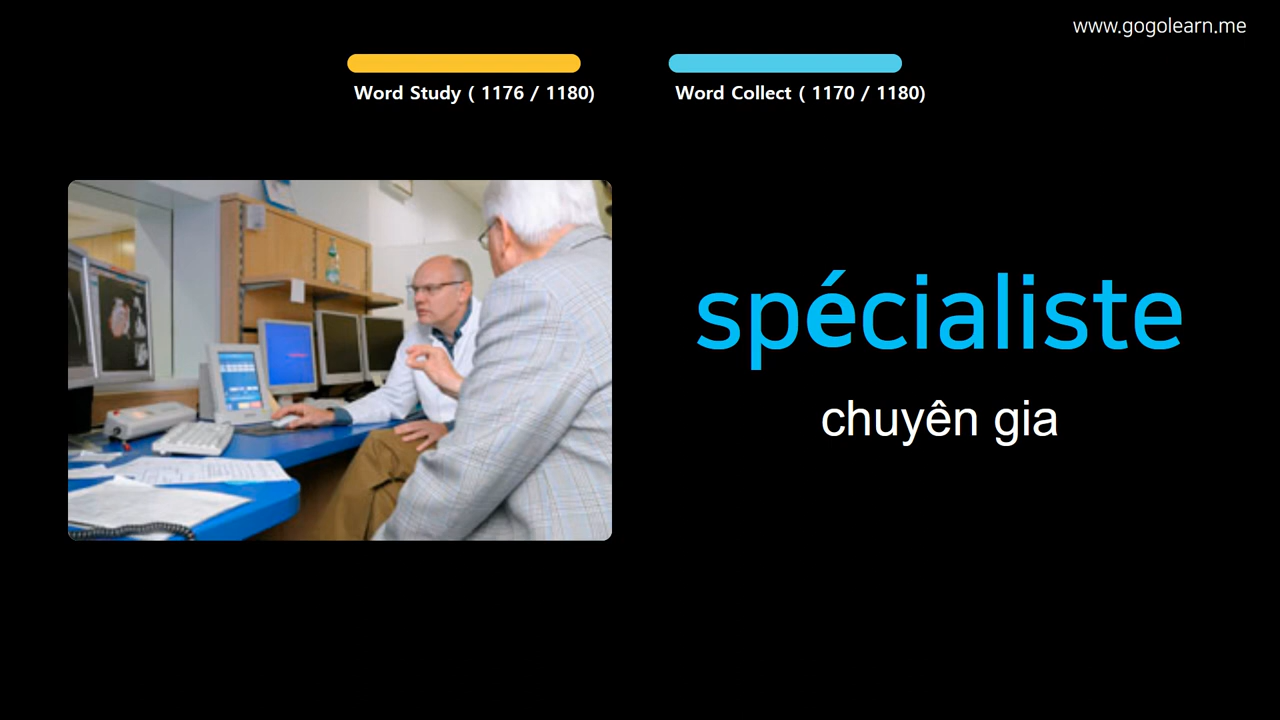 www.gogolearn.me
Word Study ( 1176 / 1180)
Word Collect ( 1170 / 1180)
spécialiste
chuyên gia